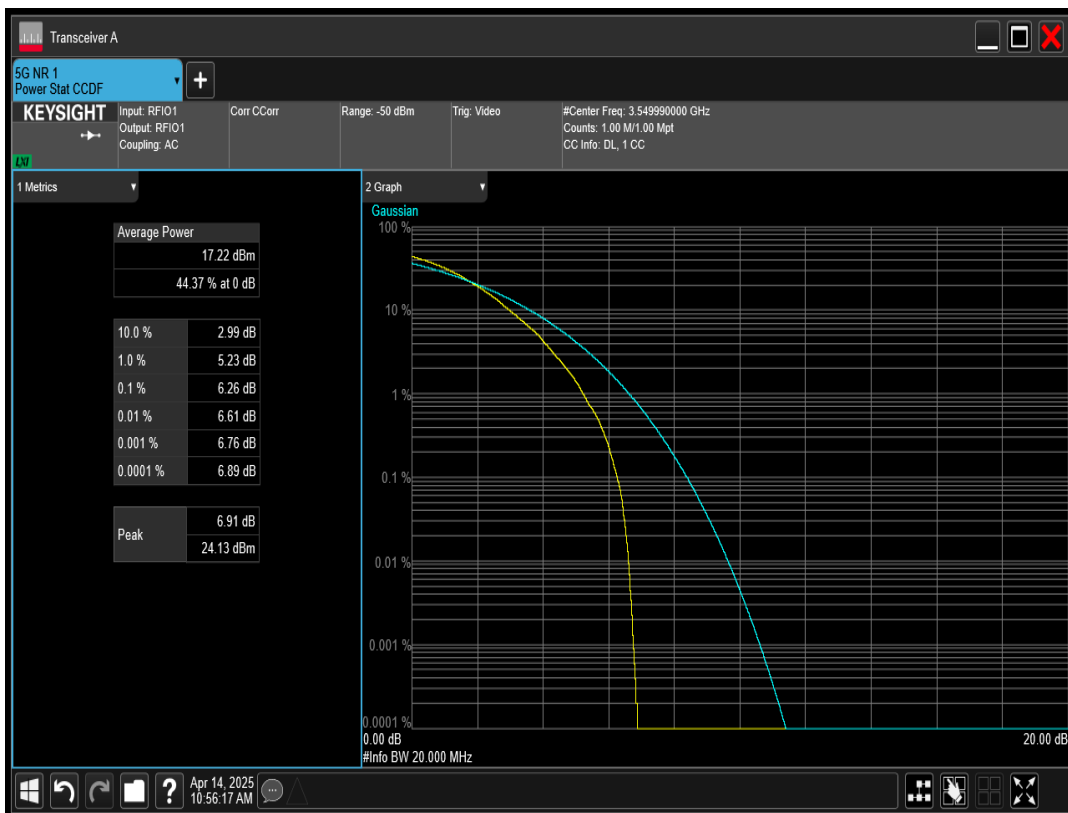 Transceiver A
5G NR 1
Power Stat CCDF
+
KEYSIGHT
LXI
Input: RFIO1
Output: RFIO1
Coupling: AC
Corr CCorr
Range: -50 dBm
Trig: Video
#Center Freq: 3.549990000 GHz
Counts: 1.00 M/1.00 Mpt
CC Info: DL, 1 CC
1 Metrics
Average Power
17.22 dBm
44.37 % at 0 dB
10.0 % 2.99 dB
1.0 % 5.23 dB
0.1 % 6.26 dB
0.01 % 6.61 dB
0.001 % 6.76 dB
0.0001 % 6.89 dB
Peak
6.91 dB
24.13 dBm
2 Graph
Gaussian
100 %
10 %
1 %
0.1 %
0.01 %
0.001 %
0.0001 %
0.00 dB 20.00 dB
#Info BW 20.000 MHz
?
Apr 14, 2025
10:56:17 AM